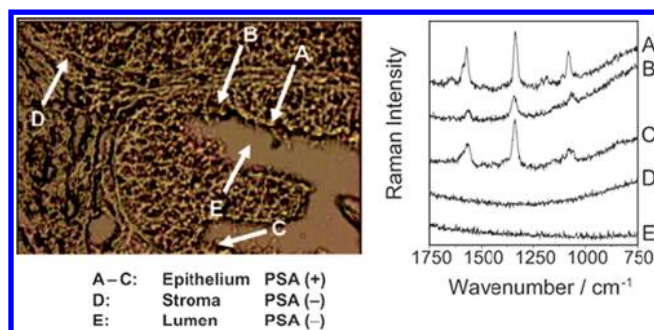 B
A
D
E
C
A – C: Epithelium PSA (+)
D: Stroma PSA (–)
E: Lumen PSA (–)
Raman Intensity
A
B
C
D
E
1750 1500 1250 1000 750
Wavenumber / cm⁻¹